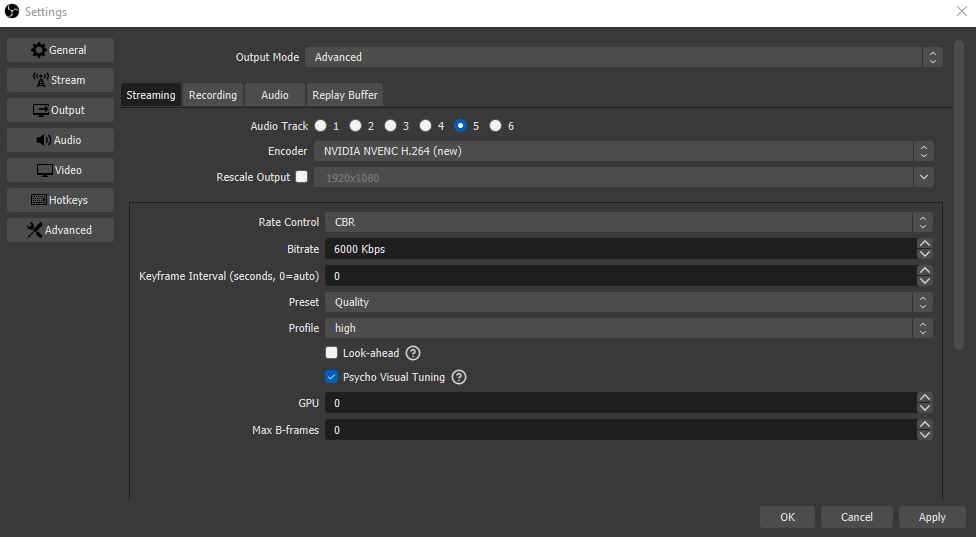 Settings
General
Stream
Output
Audio
Video
Hotkeys
Advanced
Output Mode Advanced
Streaming Recording Audio Replay Buffer
Audio Track 1 2 3 4 5 6
Encoder NVIDIA NVENC H.264 (new)
Rescale Output 1920x1080
Rate Control CBR
Bitrate 6000 Kbps
Keyframe Interval (seconds, 0=auto) 0
Preset Quality
Profile high
Look-ahead ?
Psycho Visual Tuning ?
GPU 0
Max B-frames 0
OK Cancel Apply